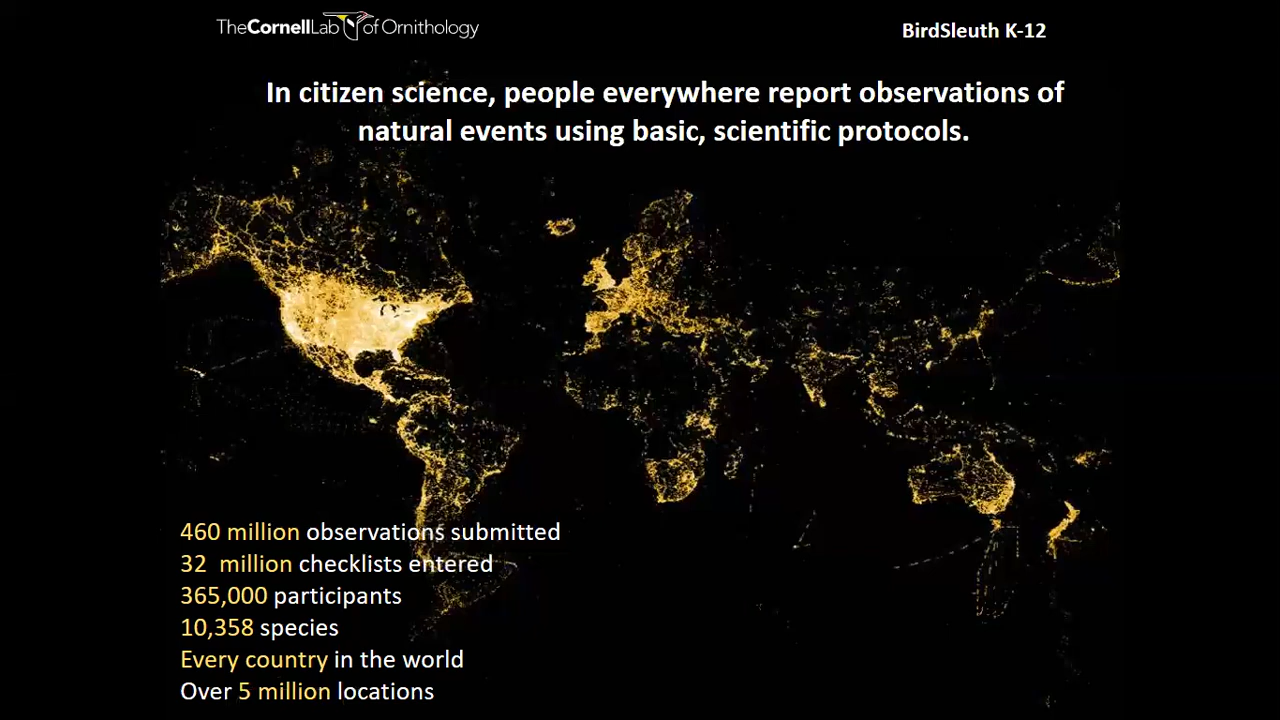 TheCornellLab of Ornithology
BirdSleuth K-12
In citizen science, people everywhere report observations of
natural events using basic, scientific protocols.
460 million observations submitted
32  million checklists entered
365,000 participants
10,358 species
Every country in the world
Over 5 million locations